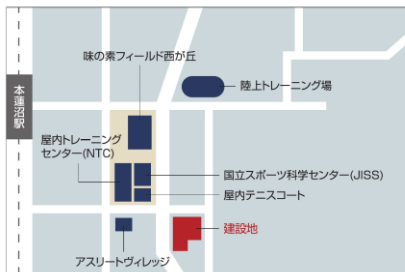 味の素フィールド西が丘
陸上トレーニング場
本蓮沼駅
屋内トレーニング
センター(NTC)
国立スポーツ科学センター(JISS)
屋内テニスコート
建設地
アスリートヴィレッジ